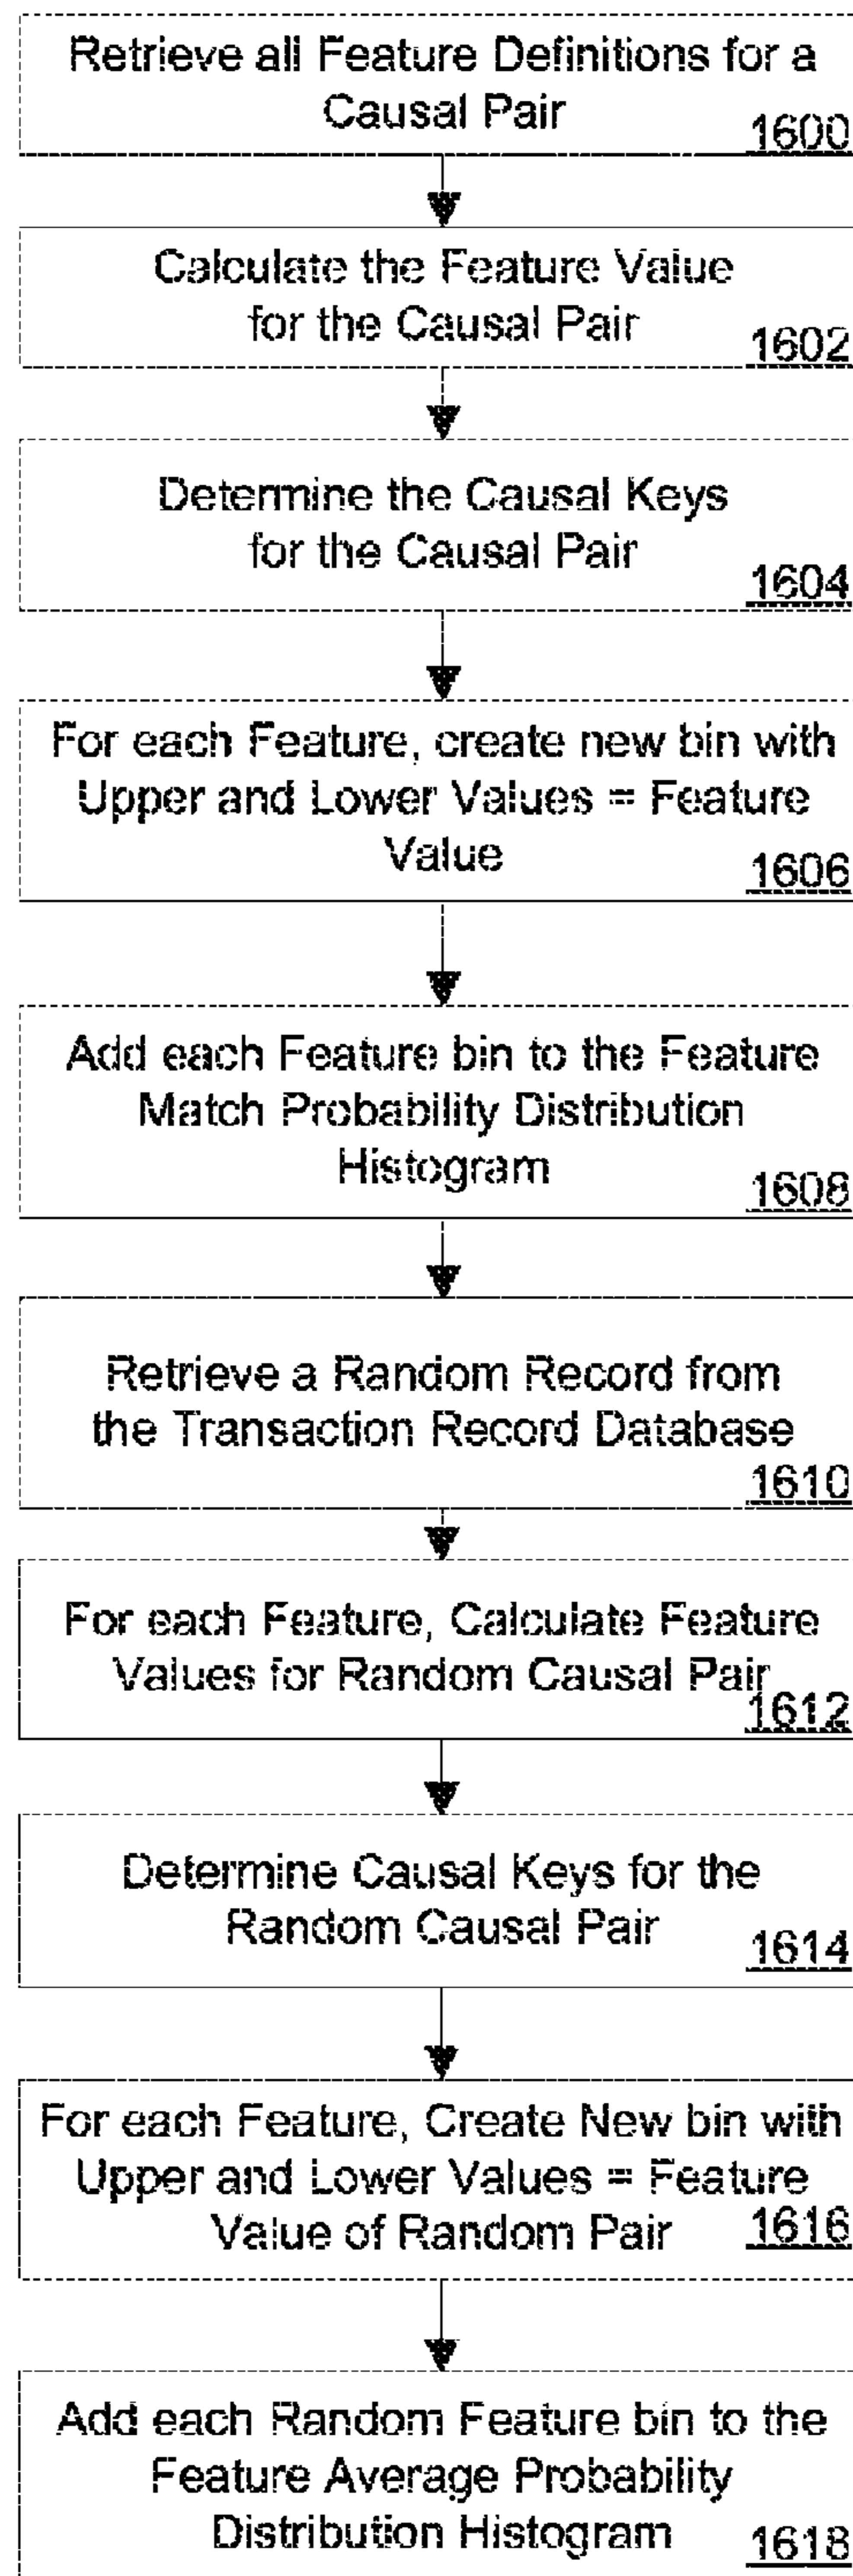 Retrieve all Feature Definitions for a
Causal Pair
1600
Calculate the Feature Value
for the Causal Pair
1602
Determine the Causal Keys
for the Causal Pair
1604
For each Feature, create new bin with
Upper and Lower Values = Feature
Value
1606
Add each Feature bin to the Feature
Match Probability Distribution
Histogram
1608
Retrieve a Random Record from
the Transaction Record Database
1610
For each Feature, Calculate Feature
Values for Random Causal Pair
1612
Determine Causal Keys for the
Random Causal Pair
1614
For each Feature, Create New bin with
Upper and Lower Values = Feature
Value of Random Pair
1616
Add each Random Feature bin to the
Feature Average Probability
Distribution Histogram
1618